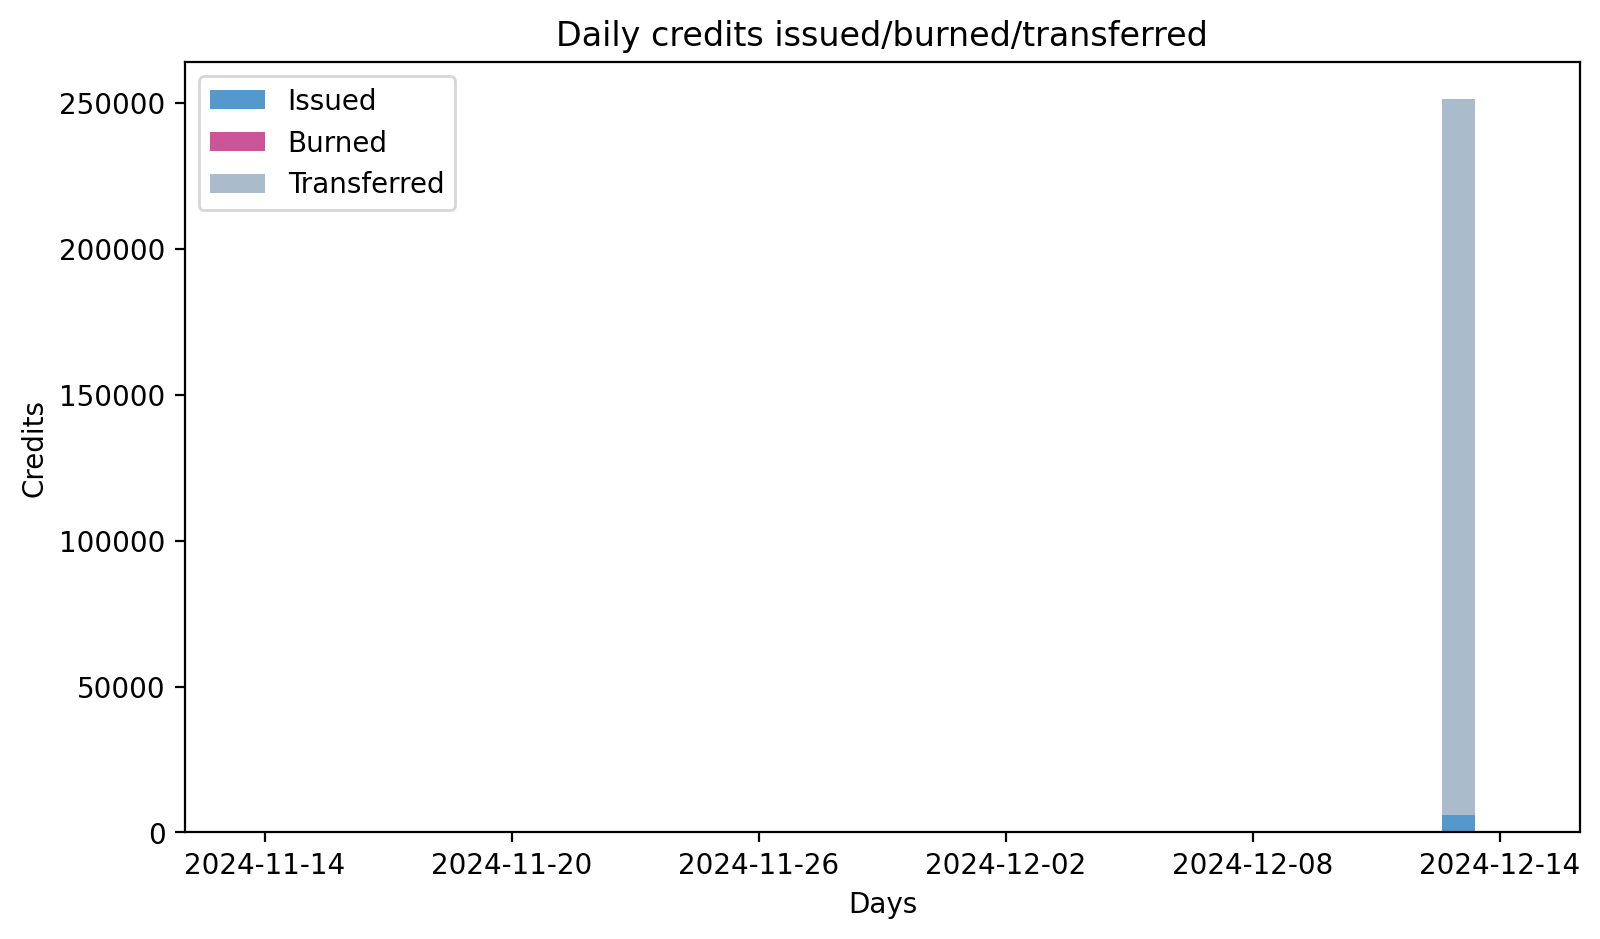 Daily credits issued/burned/transferred
Issued
Burned
Transferred
Credits
250000
200000
150000
100000
50000
0
2024-11-14 2024-11-20 2024-11-26 2024-12-02 2024-12-08 2024-12-14
Days